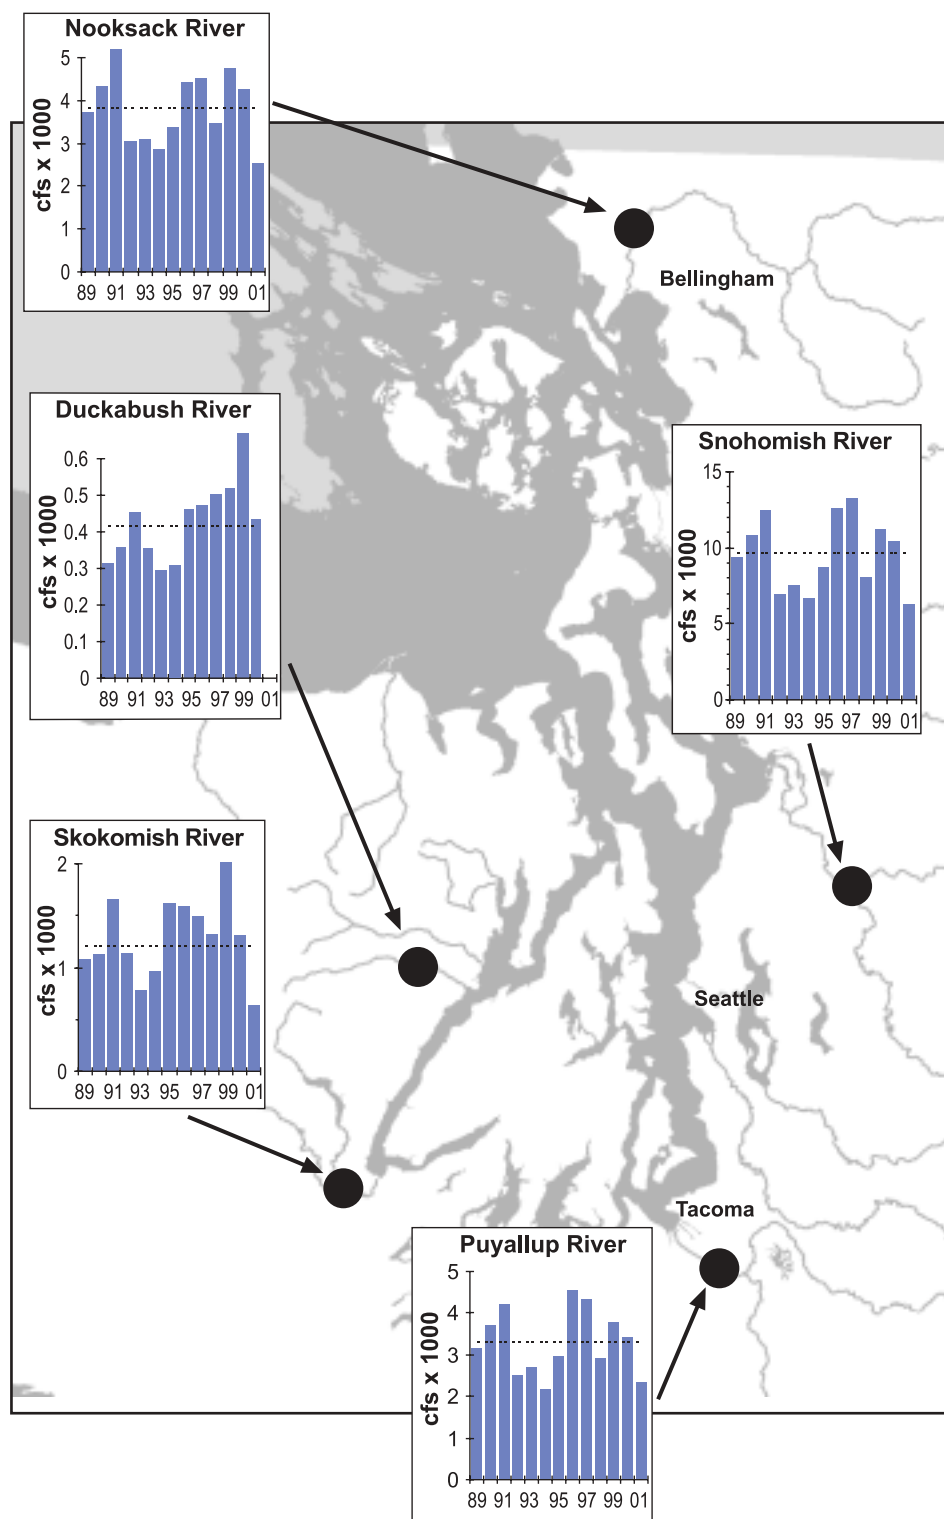 Nooksack River
cfs x 1000
5
4
3
2
1
0
89 91 93 95 97 99 01
Bellingham
Duckabush River
cfs x 1000
0.6
0.5
0.4
0.3
0.2
0.1
0
89 91 93 95 97 99 01
Snohomish River
cfs x 1000
15
10
5
0
89 91 93 95 97 99 01
Skokomish River
cfs x 1000
2
1
0
89 91 93 95 97 99 01
Seattle
Tacoma
Puyallup River
cfs x 1000
5
4
3
2
1
0
89 91 93 95 97 99 01